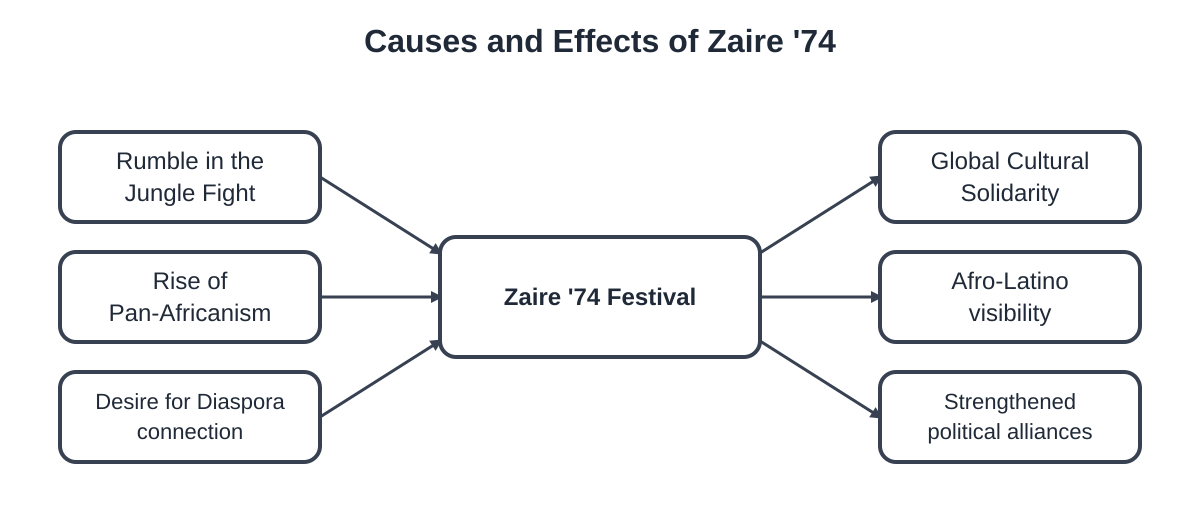 Causes and Effects of Zaire '74
Rumble in the
Jungle Fight
Rise of
Pan-Africanism
Desire for Diaspora
connection
Zaire '74 Festival
Global Cultural
Solidarity
Afro-Latino
visibility
Strengthened
political alliances